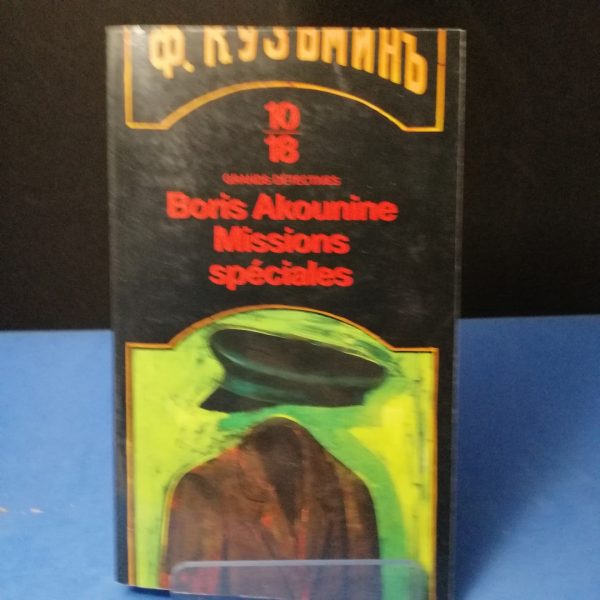 Ф. КУЗЬМИНЪ
10
18
GRANDS DÉTECTIVES
Boris Akounine
Missions
spéciales